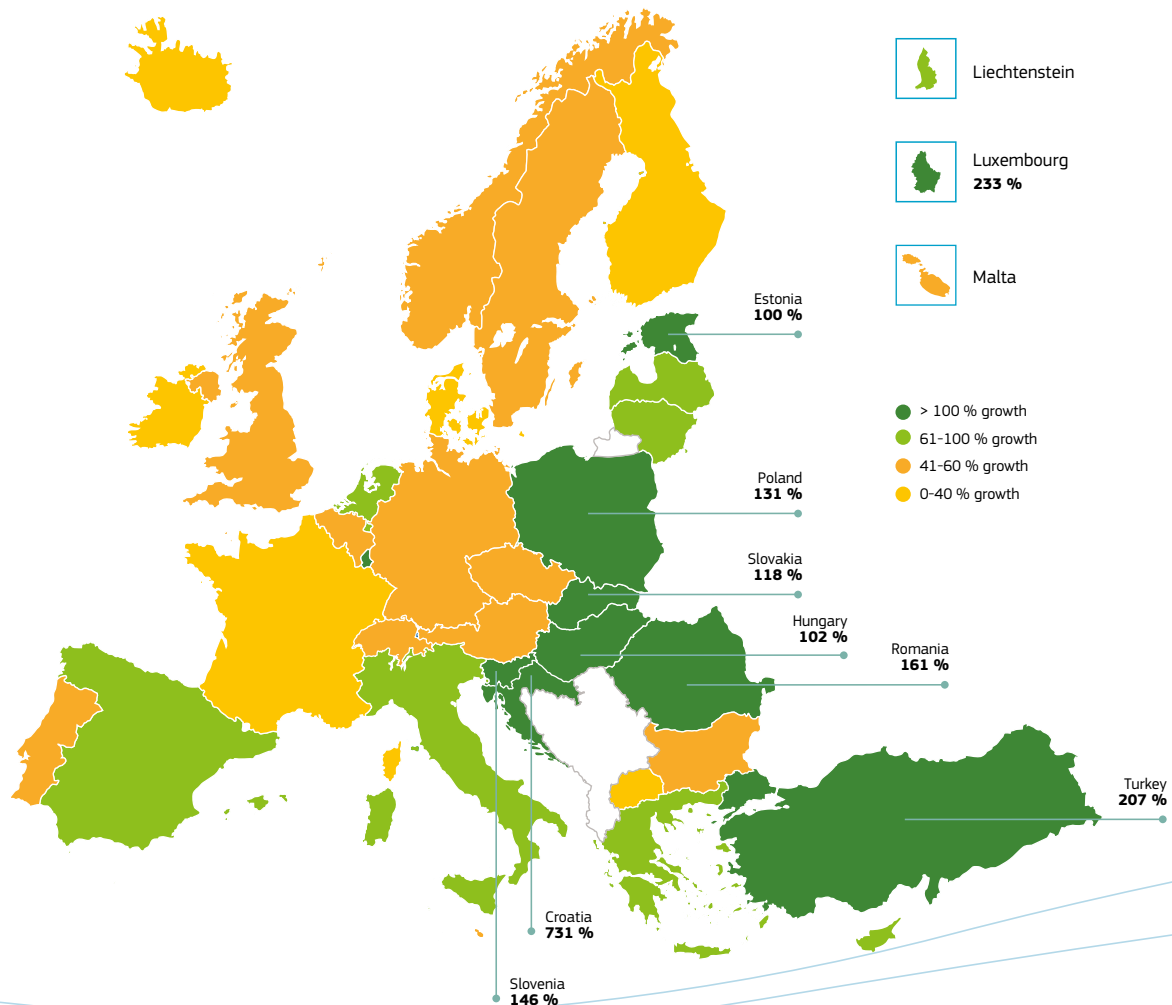 Liechtenstein
Luxembourg
233 %
Malta
Estonia
100 %
> 100 % growth
61-100 % growth
41-60 % growth
0-40 % growth
Poland
131 %
Slovakia
118 %
Hungary
102 %
Romania
161 %
Turkey
207 %
Croatia
731 %
Slovenia
146 %